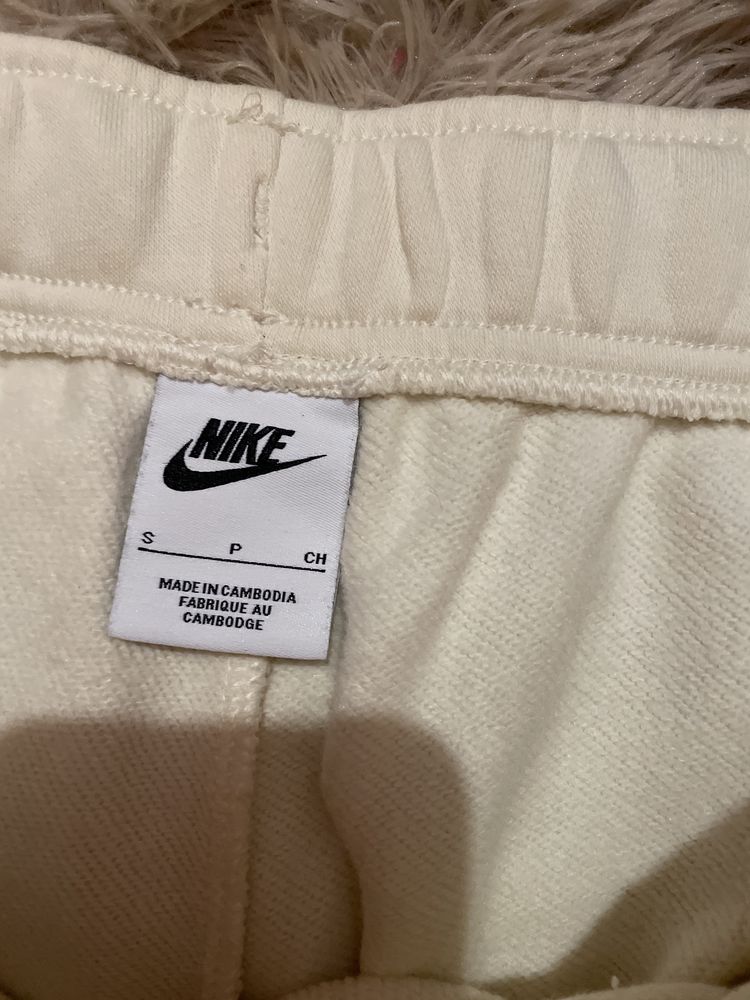 NIKE
S P CH
MADE IN CAMBODIA
FABRIQUE AU
CAMBODGE